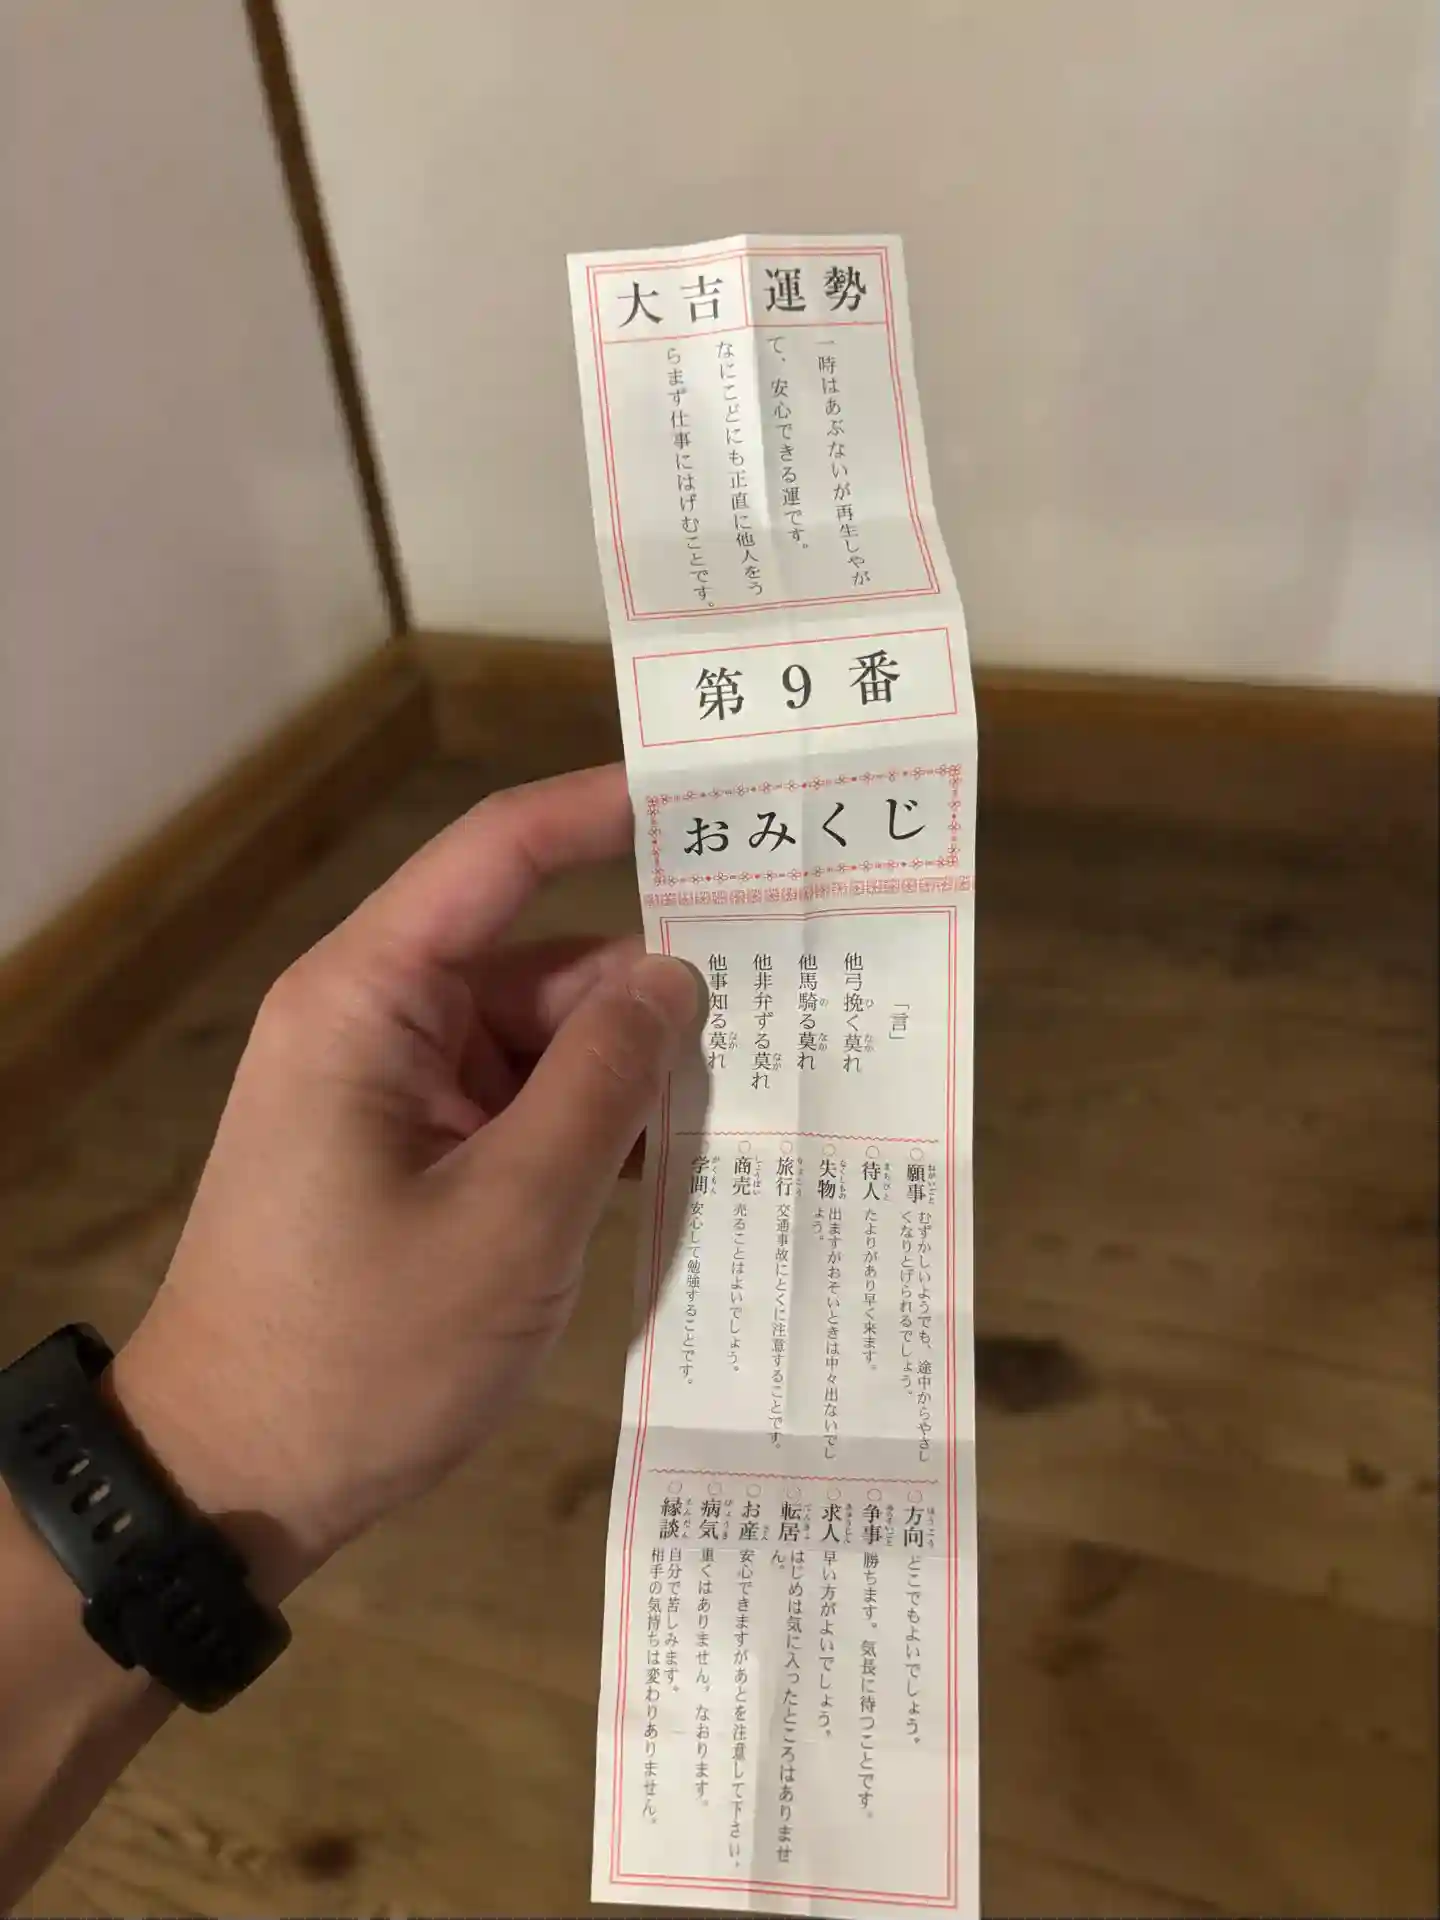 大吉 運勢
一時はあぶないが再生しやが
て、安心できる運です。
なにごどにも正直に他人をう
らまず仕事にはげむことです。
第9番
おみくじ
「言」
他弓挽く莫れ
他馬騎る莫れ
他非弁ずる莫れ
他事知る莫れ
○願事 むずかしいようでも、途中からやさし
くなりとげられるでしょう。
○待人 たよりがあり早く来ます。
○失物 出ますがおそいときは中々出ないでし
ょう。
○旅行 交通事故にとくに注意することです。
○商売 売ることはよいでしょう。
○学問 安心して勉強することです。
○方向 どこでもよいでしょう。
○争事 勝ちます。気長に待つことです。
○求人 早い方がよいでしょう。
○転居 はじめは気に入ったところはありませ
ん。
○お産 安心できますがあとを注意して下さい。
○病気 重くはありません。なおります。
○縁談 自分で苦しみます。
相手の気持ちは変わりありません。